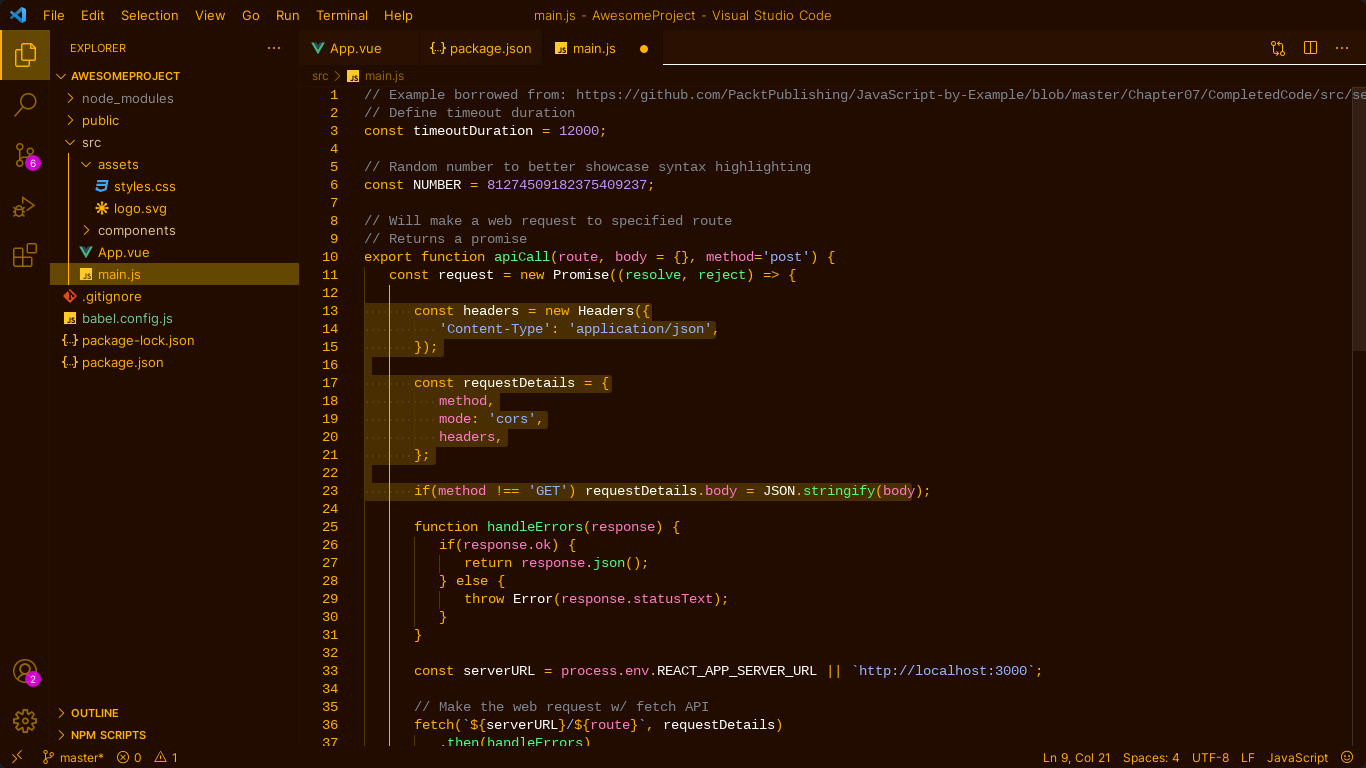 File Edit Selection View Go Run Terminal Help
main.js - AwesomeProject - Visual Studio Code
EXPLORER
AWESOMEPROJECT
node_modules
public
src
assets
styles.css
logo.svg
components
App.vue
main.js
.gitignore
babel.config.js
package-lock.json
package.json
6
2
OUTLINE
NPM SCRIPTS
App.vue
package.json
main.js
src main.js
1 // Example borrowed from: https://github.com/PacktPublishing/JavaScript-by-Example/blob/master/Chapter07/CompletedCode/src/se
2 // Define timeout duration
3 const timeoutDuration = 12000;
4
5 // Random number to better showcase syntax highlighting
6 const NUMBER = 81274509182375409237;
7
8 // Will make a web request to specified route
9 // Returns a promise
10 export function apiCall(route, body = {}, method='post') {
11 const request = new Promise((resolve, reject) => {
12
13 const headers = new Headers({
14 'Content-Type': 'application/json',
15 });
16
17 const requestDetails = {
18 method,
19 mode: 'cors',
20 headers,
21 };
22
23 if(method !== 'GET') requestDetails.body = JSON.stringify(body);
24
25 function handleErrors(response) {
26 if(response.ok) {
27 return response.json();
28 } else {
29 throw Error(response.statusText);
30 }
31 }
32
33 const serverURL = process.env.REACT_APP_SERVER_URL || `http://localhost:3000`;
34
35 // Make the web request w/ fetch API
36 fetch(`${serverURL}/${route}`, requestDetails)
37 .then(handleErrors)
master* 0 1
Ln 9, Col 21 Spaces: 4 UTF-8 LF JavaScript